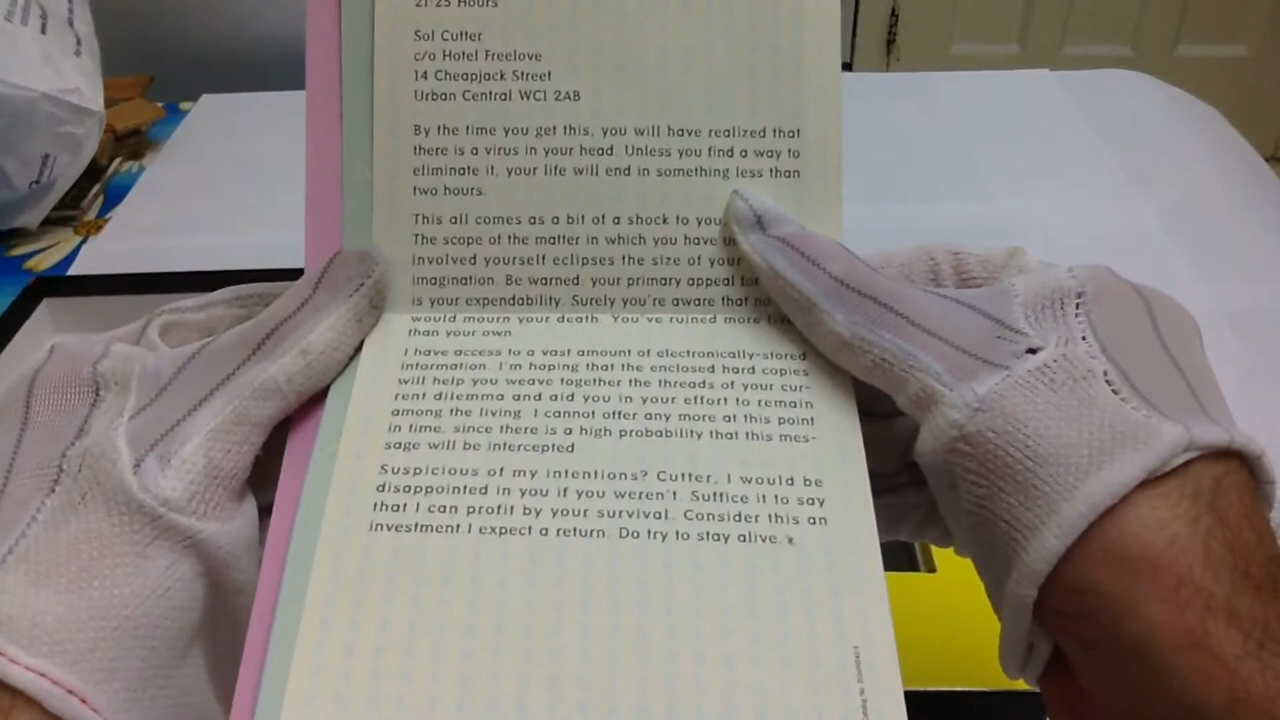 21:25 Hours
Sol Cutter
c/o Hotel Freelove
14 Cheapjack Street
Urban Central WC1 2AB
By the time you get this, you will have realized that
there is a virus in your head. Unless you find a way to
eliminate it, your life will end in something less than
two hours.
This all comes as a bit of a shock to you
The scope of the matter in which you have
involved yourself eclipses the size of your
imagination. Be warned: your primary appeal for
is your expendability. Surely you're aware that no
would mourn your death. You've ruined more
than your own.
I have access to a vast amount of electronically-stored
information. I'm hoping that the enclosed hard copies
will help you weave together the threads of your cur-
rent dilemma and aid you in your effort to remain
among the living. I cannot offer any more at this point
in time, since there is a high probability that this mes-
sage will be intercepted
Suspicious of my intentions? Cutter, I would be
disappointed in you if you weren't. Suffice it to say
that I can profit by your survival. Consider this an
investment I expect a return. Do try to stay alive.